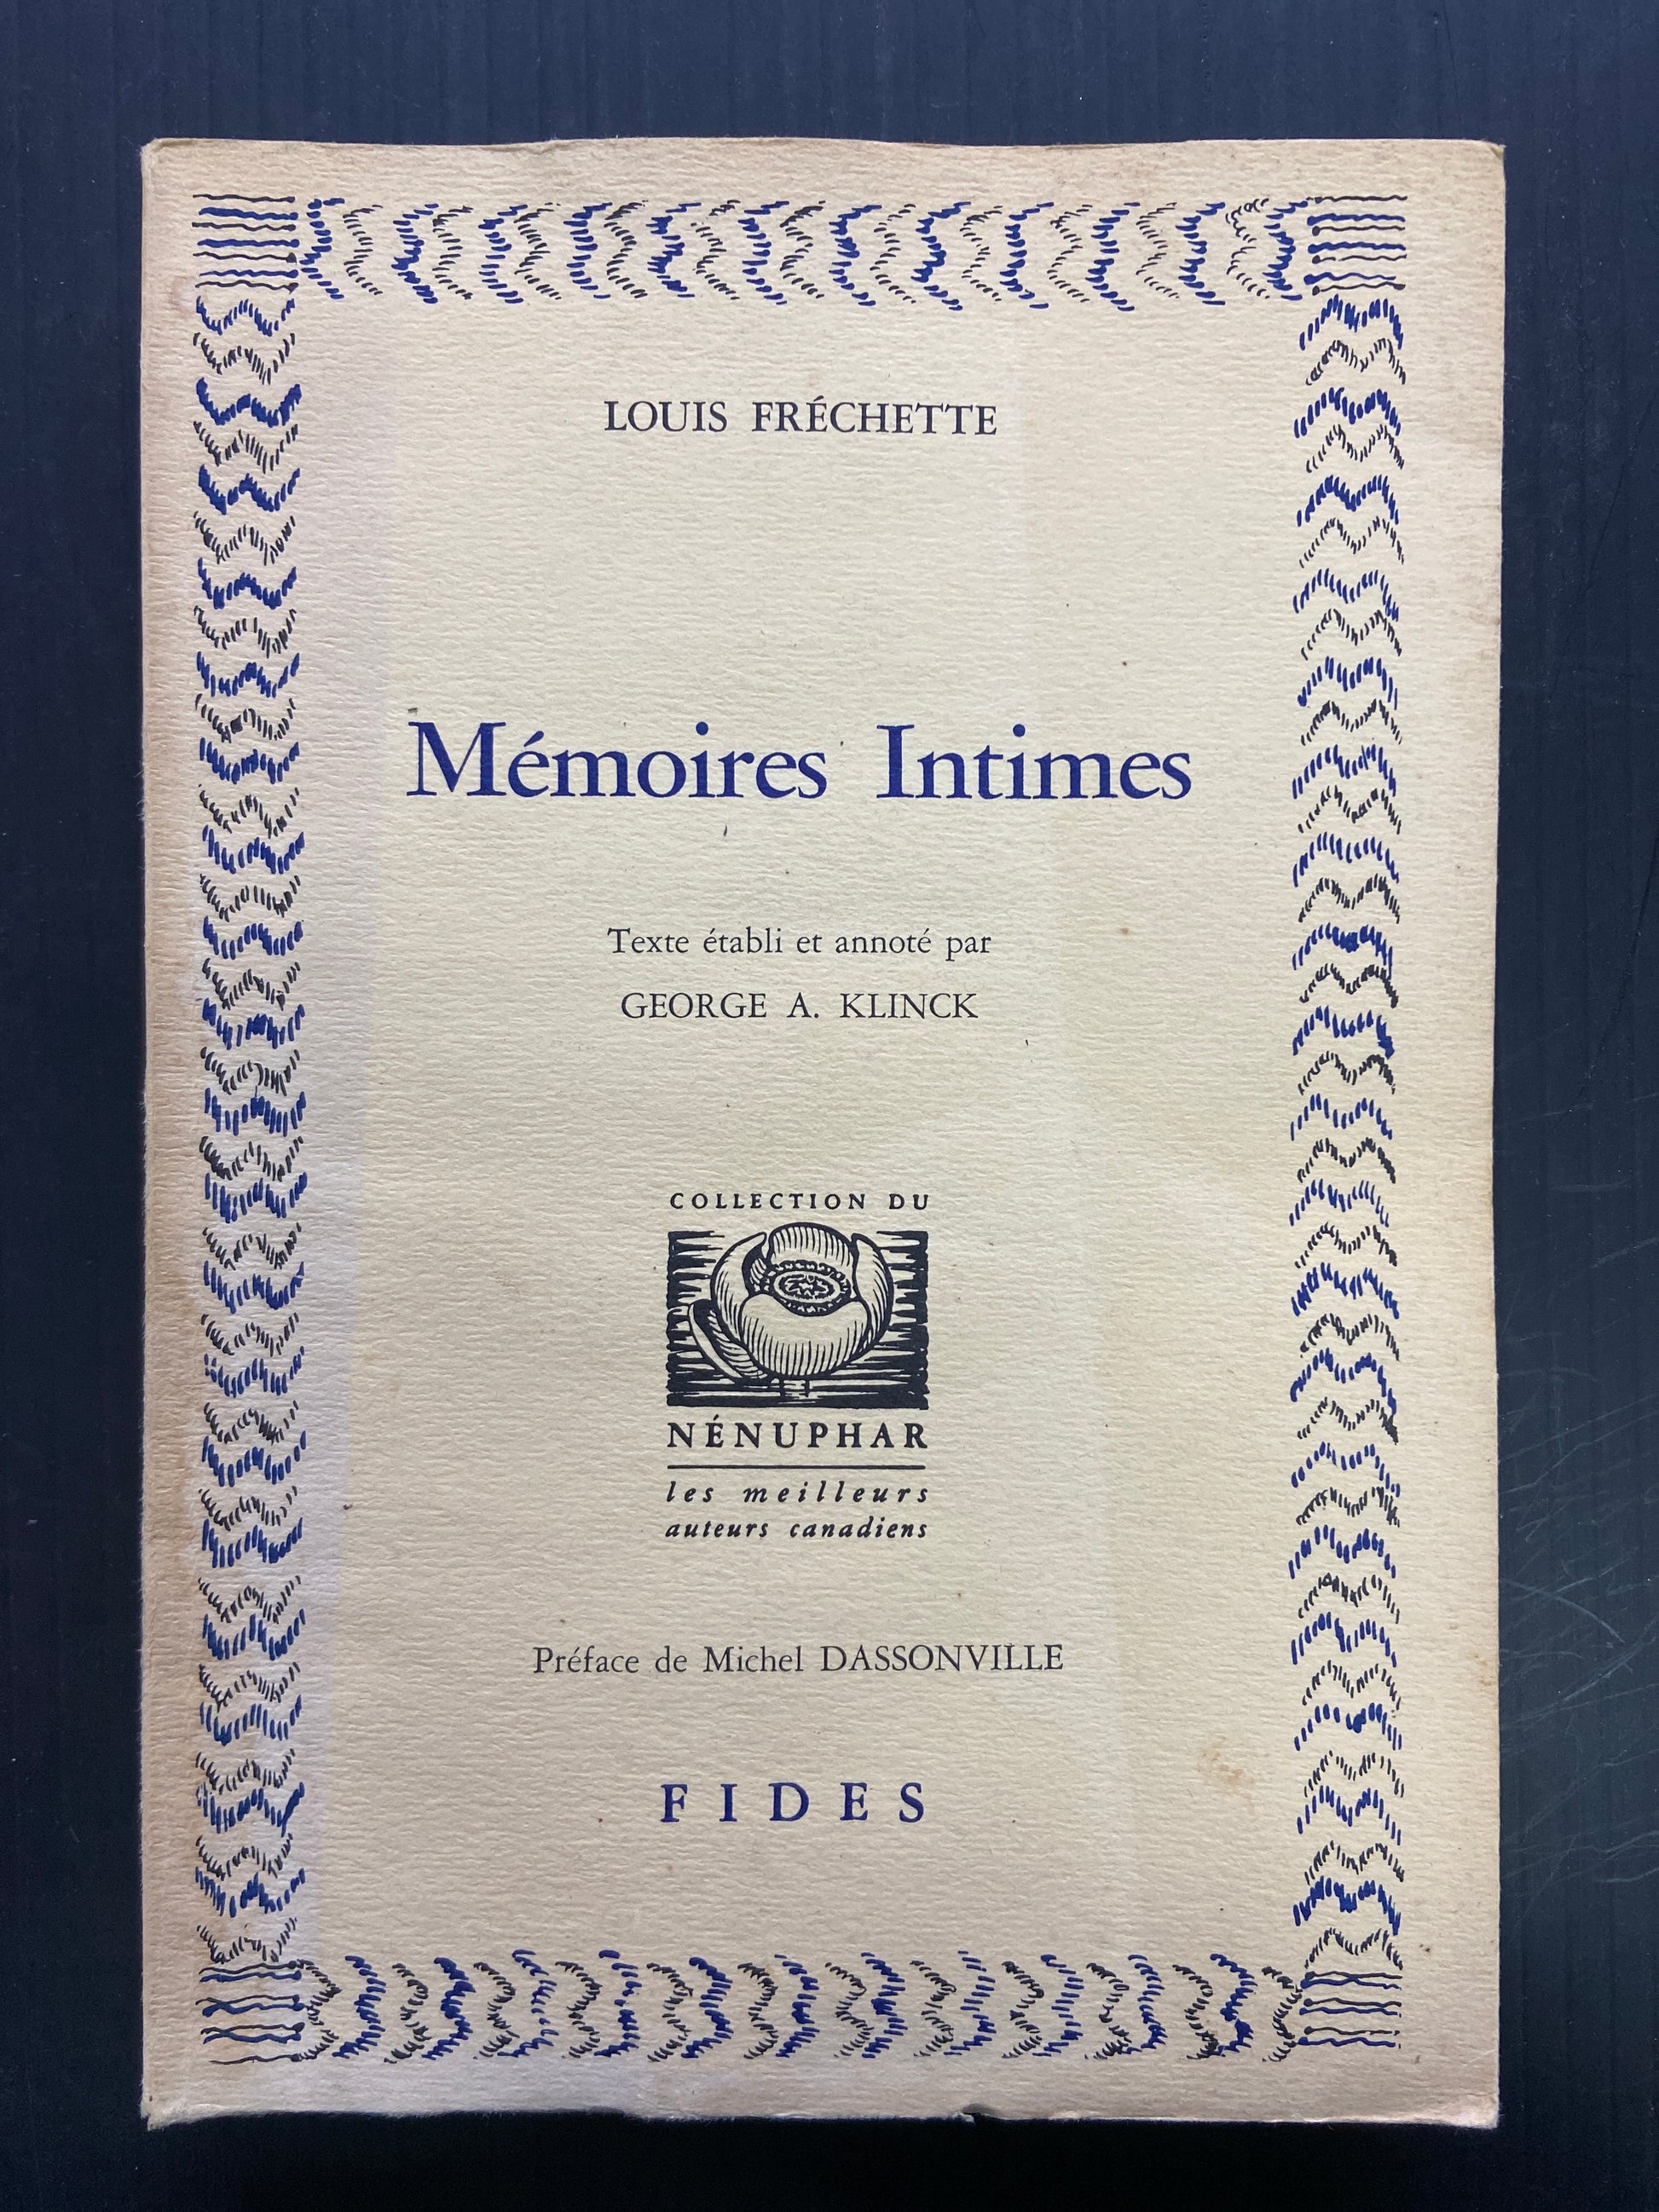 LOUIS FRÉCHETTE
Mémoires Intimes
Texte établi et annoté par
GEORGE A. KLINCK
COLLECTION DU
NÉNUPHAR
les meilleurs
auteurs canadiens
Préface de Michel DASSONVILLE
FIDES